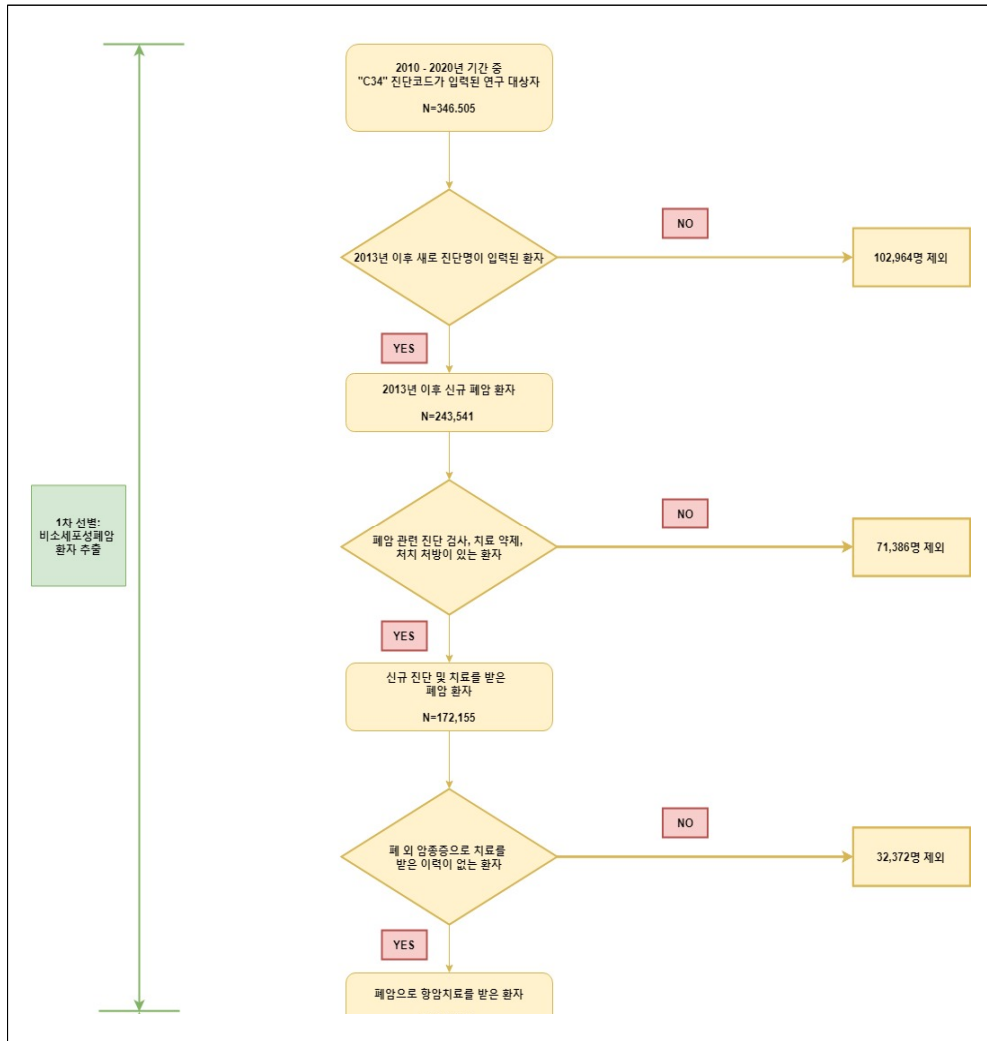 2010 - 2020년 기간 중
"C34" 진단코드가 입력된 연구 대상자
N=346.505
NO
2013년 이후 새로 진단명이 입력된 환자
102,964명 제외
YES
2013년 이후 신규 폐암 환자
N=243,541
1차 선별:
비소세포성폐암
환자 추출
NO
폐암 관련 진단 검사, 치료 약제,
처치 처방이 있는 환자
71,386명 제외
YES
신규 진단 및 치료를 받은
폐암 환자
N=172,155
NO
폐 외 암종증으로 치료를
받은 이력이 없는 환자
32,372명 제외
YES
폐암으로 항암치료를 받은 환자